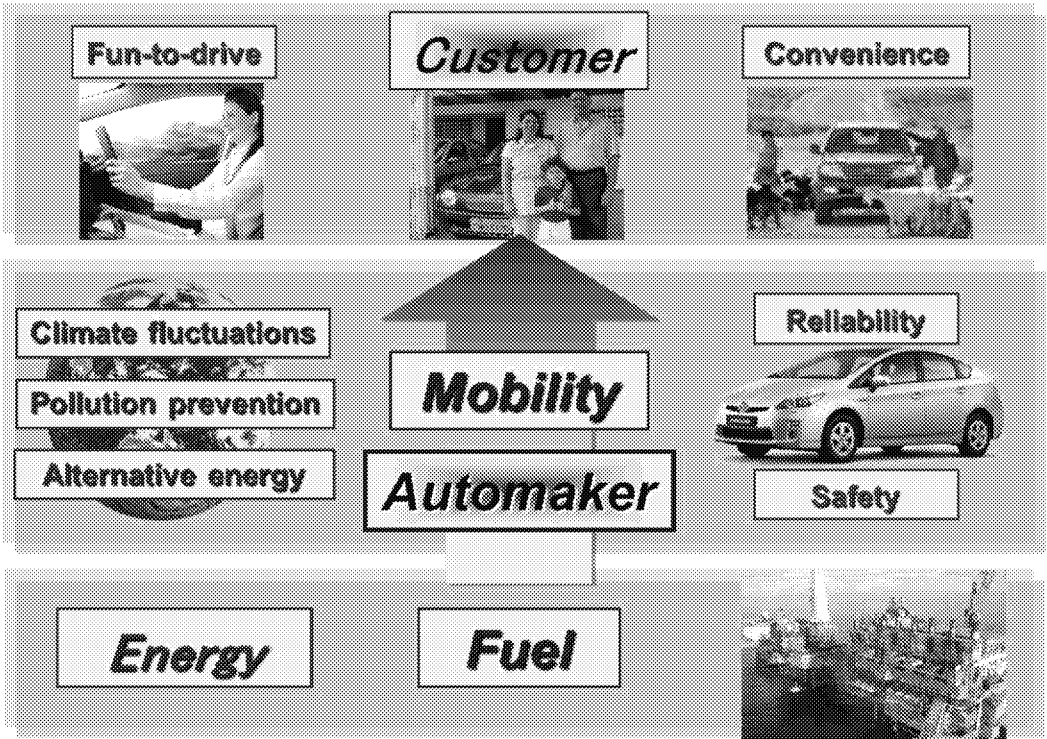 Fun-to-drive
Customer
Convenience
Climate fluctuations
Pollution prevention
Alternative energy
Mobility
Automaker
Reliability
Safety
Energy
Fuel